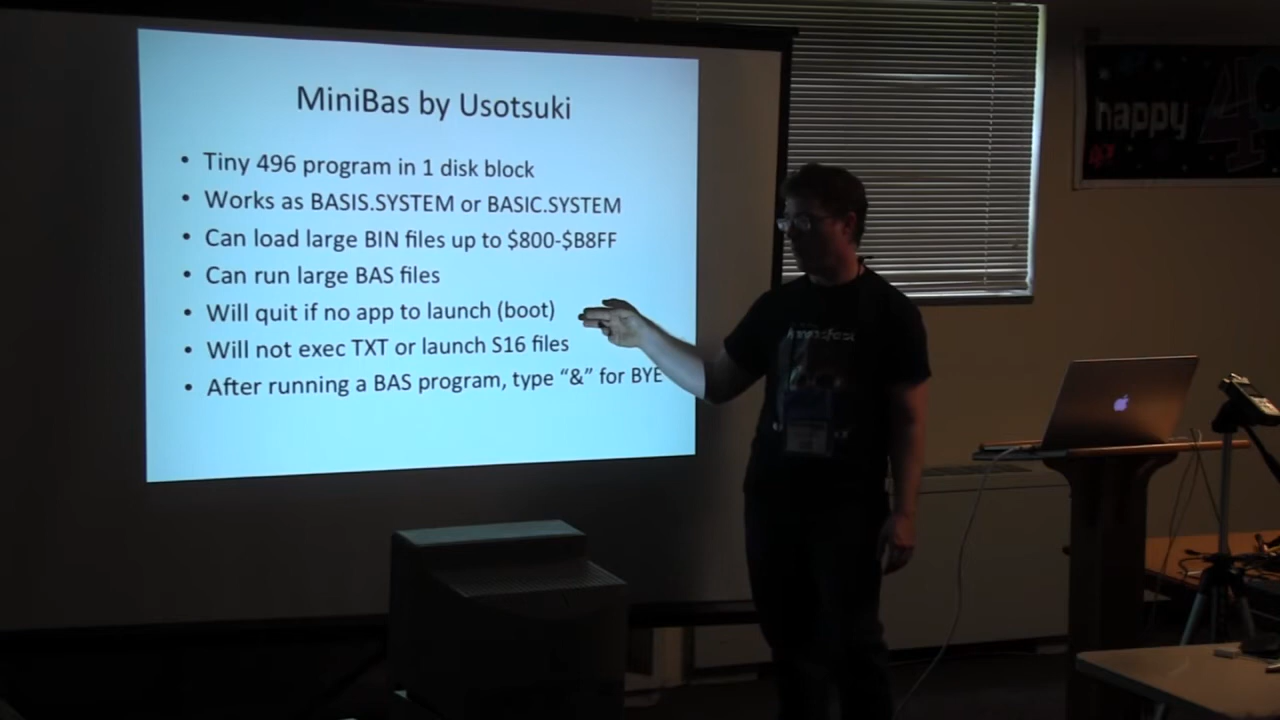 MiniBas by Usotsuki
• Tiny 496 program in 1 disk block
• Works as BASIS.SYSTEM or BASIC.SYSTEM
• Can load large BIN files up to $800-$B8FF
• Can run large BAS files
• Will quit if no app to launch (boot)
• Will not exec TXT or launch S16 files
• After running a BAS program, type “&” for BYE
happy